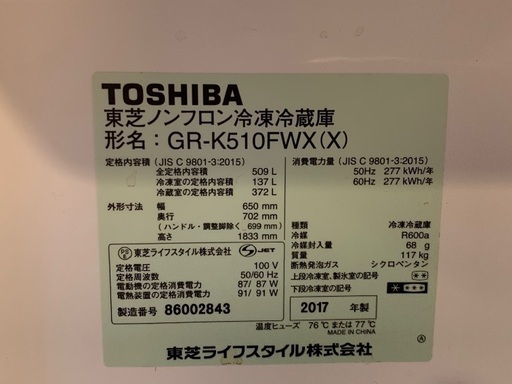 TOSHIBA
東芝ノンフロン冷凍冷蔵庫
形名：GR-K510FWX(X)
定格内容積 (JIS C 9801-3:2015)
全定格内容積 509 L
冷凍室の定格内容積 137 L
冷蔵室の定格内容積 372 L
外形寸法 幅 650 mm
奥行 702 mm
(ハンドル・調整脚除く 699 mm)
高さ 1833 mm
消費電力量 (JIS C 9801-3:2015)
50Hz 277 kWh/年
60Hz 277 kWh/年
種類 冷凍冷蔵庫
冷媒 R600a
冷媒封入量 68 g
質量 117 kg
断熱発泡ガス シクロペンタン
上段冷凍室、製氷室の記号 **
下段冷凍室の記号 * ***
PSE 東芝ライフスタイル株式会社 JET
定格電圧 100 V
定格周波数 50/60 Hz
電動機の定格消費電力 87/ 87 W
電熱装置の定格消費電力 91/ 91 W
製造番号 86002843
2017 年製
温度ヒューズ 76℃または77℃
MADE IN CHINA
Ⓐ
東芝ライフスタイル株式会社